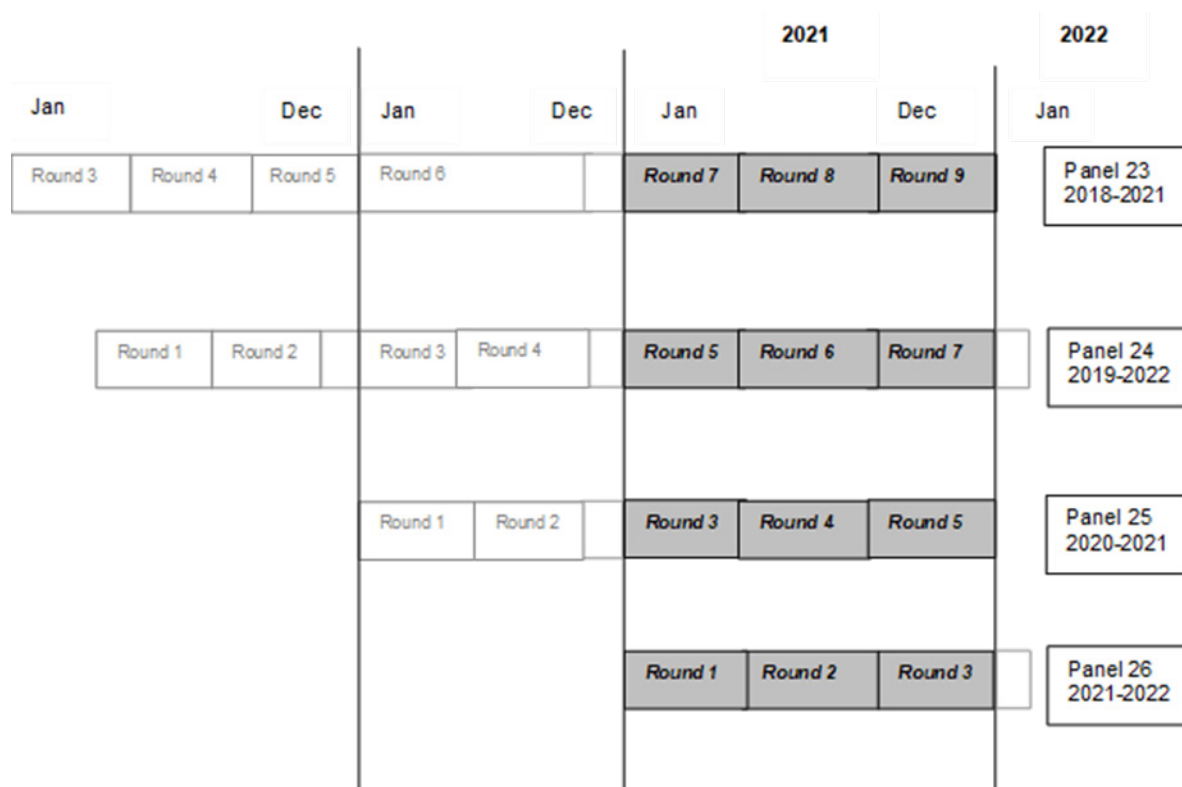 2021 2022
Jan Dec Jan Dec Jan Dec Jan
Round 3 Round 4 Round 5 Round 6 Round 7 Round 8 Round 9 Panel 23
2018-2021
Round 1 Round 2 Round 3 Round 4 Round 5 Round 6 Round 7 Panel 24
2019-2022
Round 1 Round 2 Round 3 Round 4 Round 5 Panel 25
2020-2021
Round 1 Round 2 Round 3 Panel 26
2021-2022